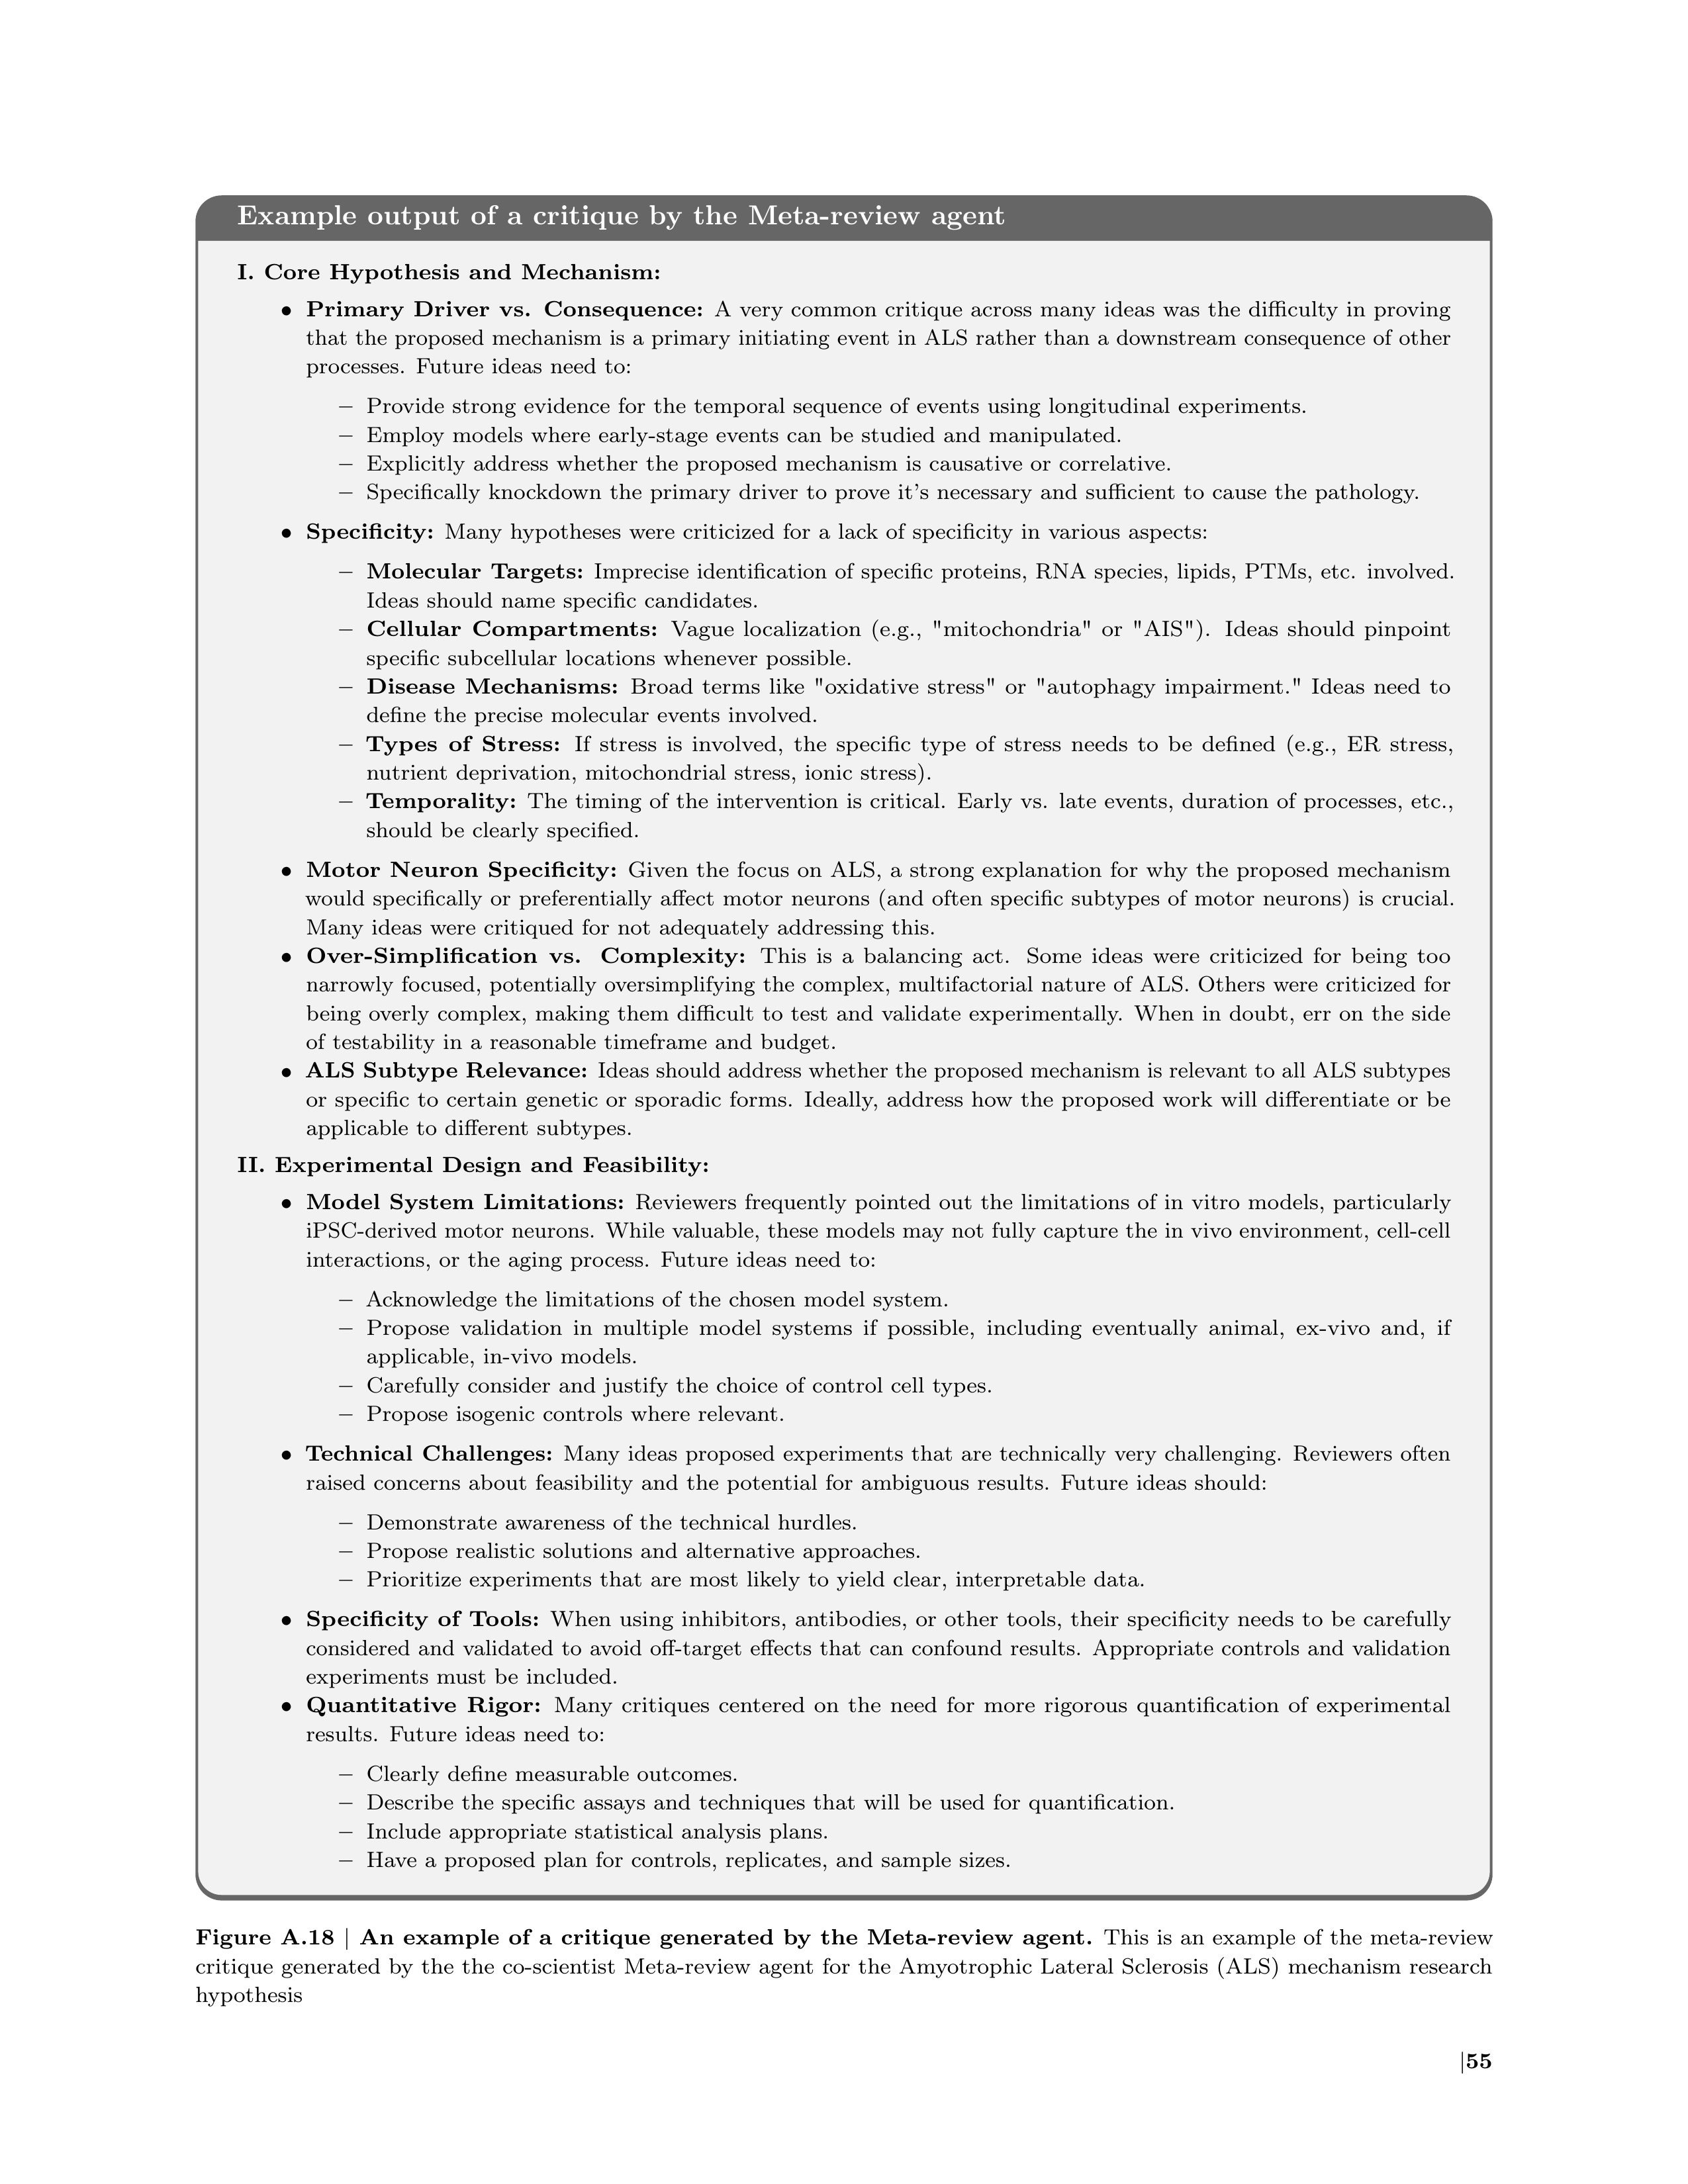 Example output of a critique by the Meta-review agent
I. Core Hypothesis and Mechanism:
• Primary Driver vs. Consequence: A very common critique across many ideas was the difficulty in proving
that the proposed mechanism is a primary initiating event in ALS rather than a downstream consequence of other
processes. Future ideas need to:
– Provide strong evidence for the temporal sequence of events using longitudinal experiments.
– Employ models where early-stage events can be studied and manipulated.
– Explicitly address whether the proposed mechanism is causative or correlative.
– Specifically knockdown the primary driver to prove it's necessary and sufficient to cause the pathology.
• Specificity: Many hypotheses were criticized for a lack of specificity in various aspects:
– Molecular Targets: Imprecise identification of specific proteins, RNA species, lipids, PTMs, etc. involved.
Ideas should name specific candidates.
– Cellular Compartments: Vague localization (e.g., "mitochondria" or "AIS"). Ideas should pinpoint
specific subcellular locations whenever possible.
– Disease Mechanisms: Broad terms like "oxidative stress" or "autophagy impairment." Ideas need to
define the precise molecular events involved.
– Types of Stress: If stress is involved, the specific type of stress needs to be defined (e.g., ER stress,
nutrient deprivation, mitochondrial stress, ionic stress).
– Temporality: The timing of the intervention is critical. Early vs. late events, duration of processes, etc.,
should be clearly specified.
• Motor Neuron Specificity: Given the focus on ALS, a strong explanation for why the proposed mechanism
would specifically or preferentially affect motor neurons (and often specific subtypes of motor neurons) is crucial.
Many ideas were critiqued for not adequately addressing this.
• Over-Simplification vs. Complexity: This is a balancing act. Some ideas were criticized for being too
narrowly focused, potentially oversimplifying the complex, multifactorial nature of ALS. Others were criticized for
being overly complex, making them difficult to test and validate experimentally. When in doubt, err on the side
of testability in a reasonable timeframe and budget.
• ALS Subtype Relevance: Ideas should address whether the proposed mechanism is relevant to all ALS subtypes
or specific to certain genetic or sporadic forms. Ideally, address how the proposed work will differentiate or be
applicable to different subtypes.
II. Experimental Design and Feasibility:
• Model System Limitations: Reviewers frequently pointed out the limitations of in vitro models, particularly
iPSC-derived motor neurons. While valuable, these models may not fully capture the in vivo environment, cell-cell
interactions, or the aging process. Future ideas need to:
– Acknowledge the limitations of the chosen model system.
– Propose validation in multiple model systems if possible, including eventually animal, ex-vivo and, if
applicable, in-vivo models.
– Carefully consider and justify the choice of control cell types.
– Propose isogenic controls where relevant.
• Technical Challenges: Many ideas proposed experiments that are technically very challenging. Reviewers often
raised concerns about feasibility and the potential for ambiguous results. Future ideas should:
– Demonstrate awareness of the technical hurdles.
– Propose realistic solutions and alternative approaches.
– Prioritize experiments that are most likely to yield clear, interpretable data.
• Specificity of Tools: When using inhibitors, antibodies, or other tools, their specificity needs to be carefully
considered and validated to avoid off-target effects that can confound results. Appropriate controls and validation
experiments must be included.
• Quantitative Rigor: Many critiques centered on the need for more rigorous quantification of experimental
results. Future ideas need to:
– Clearly define measurable outcomes.
– Describe the specific assays and techniques that will be used for quantification.
– Include appropriate statistical analysis plans.
– Have a proposed plan for controls, replicates, and sample sizes.
Figure A.18 | An example of a critique generated by the Meta-review agent. This is an example of the meta-review
critique generated by the the co-scientist Meta-review agent for the Amyotrophic Lateral Sclerosis (ALS) mechanism research
hypothesis
|55